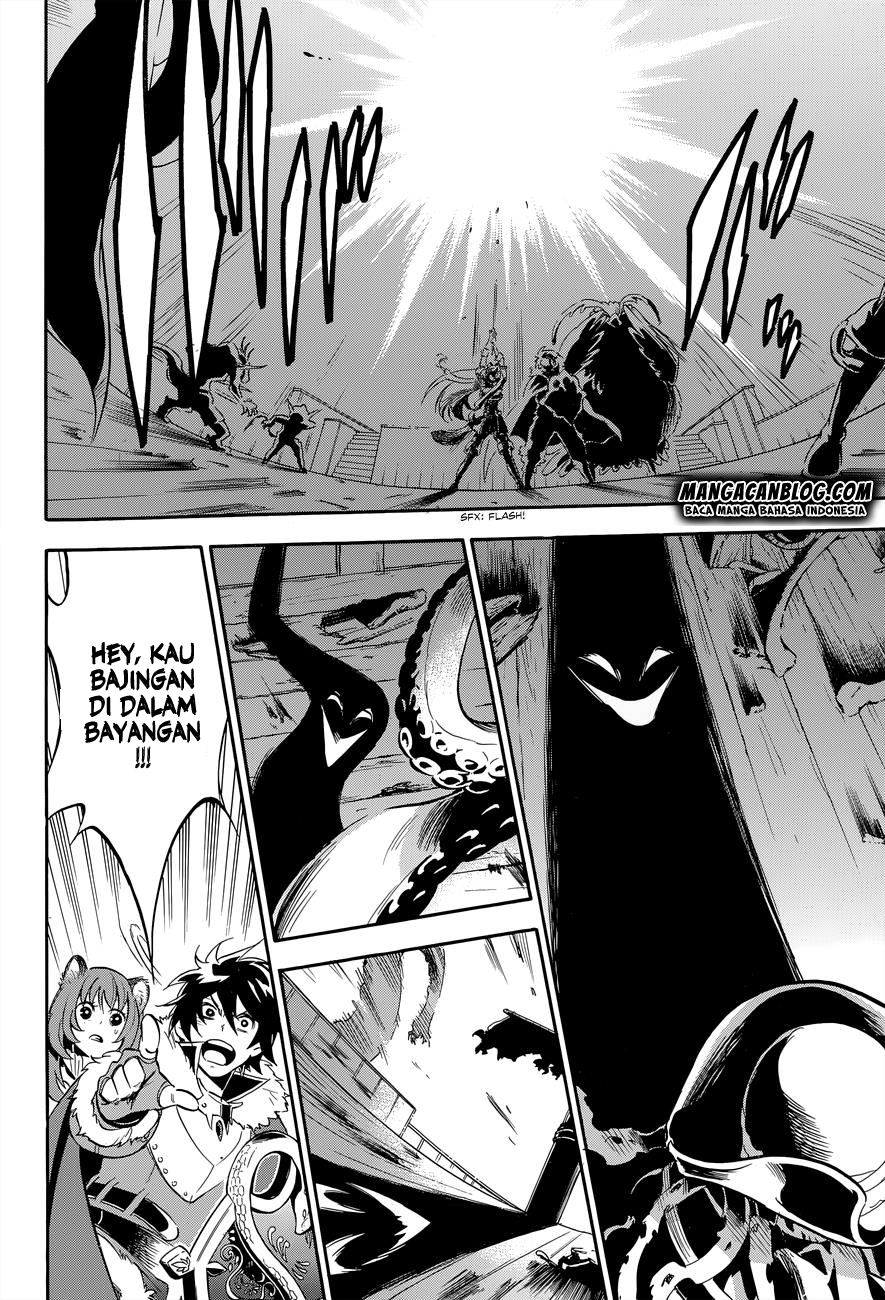 MANGACANBLOG.COM
BACA MANGA BAHASA INDONESIA
SFX: FLASH!
HEY, KAU
BAJINGAN
DI DALAM
BAYANGAN
!!!